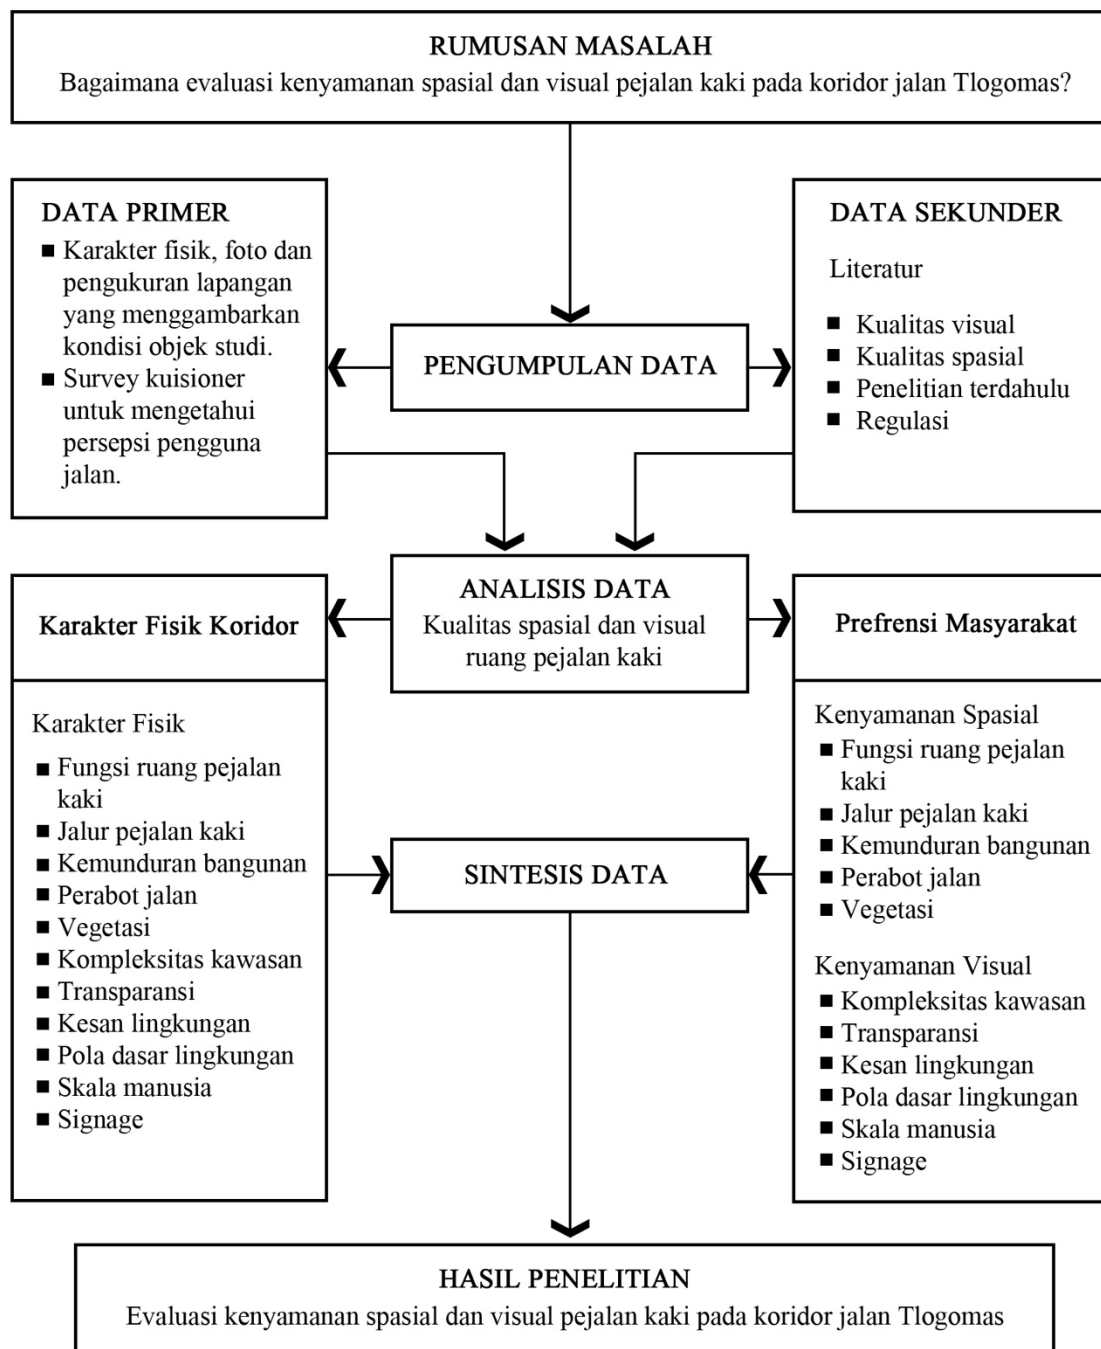 RUMUSAN MASALAH
Bagaimana evaluasi kenyamanan spasial dan visual pejalan kaki pada koridor jalan Tlogomas?
DATA PRIMER
■ Karakter fisik, foto dan
pengukuran lapangan
yang menggambarkan
kondisi objek studi.
■ Survey kuisioner
untuk mengetahui
persepsi pengguna
jalan.
PENGUMPULAN DATA
DATA SEKUNDER
Literatur
■ Kualitas visual
■ Kualitas spasial
■ Penelitian terdahulu
■ Regulasi
ANALISIS DATA
Kualitas spasial dan visual
ruang pejalan kaki
Karakter Fisik Koridor
Karakter Fisik
■ Fungsi ruang pejalan
kaki
■ Jalur pejalan kaki
■ Kemunduran bangunan
■ Perabot jalan
■ Vegetasi
■ Kompleksitas kawasan
■ Transparansi
■ Kesan lingkungan
■ Pola dasar lingkungan
■ Skala manusia
■ Signage
Prefrensi Masyarakat
Kenyamanan Spasial
■ Fungsi ruang pejalan
kaki
■ Jalur pejalan kaki
■ Kemunduran bangunan
■ Perabot jalan
■ Vegetasi
Kenyamanan Visual
■ Kompleksitas kawasan
■ Transparansi
■ Kesan lingkungan
■ Pola dasar lingkungan
■ Skala manusia
■ Signage
SINTESIS DATA
HASIL PENELITIAN
Evaluasi kenyamanan spasial dan visual pejalan kaki pada koridor jalan Tlogomas